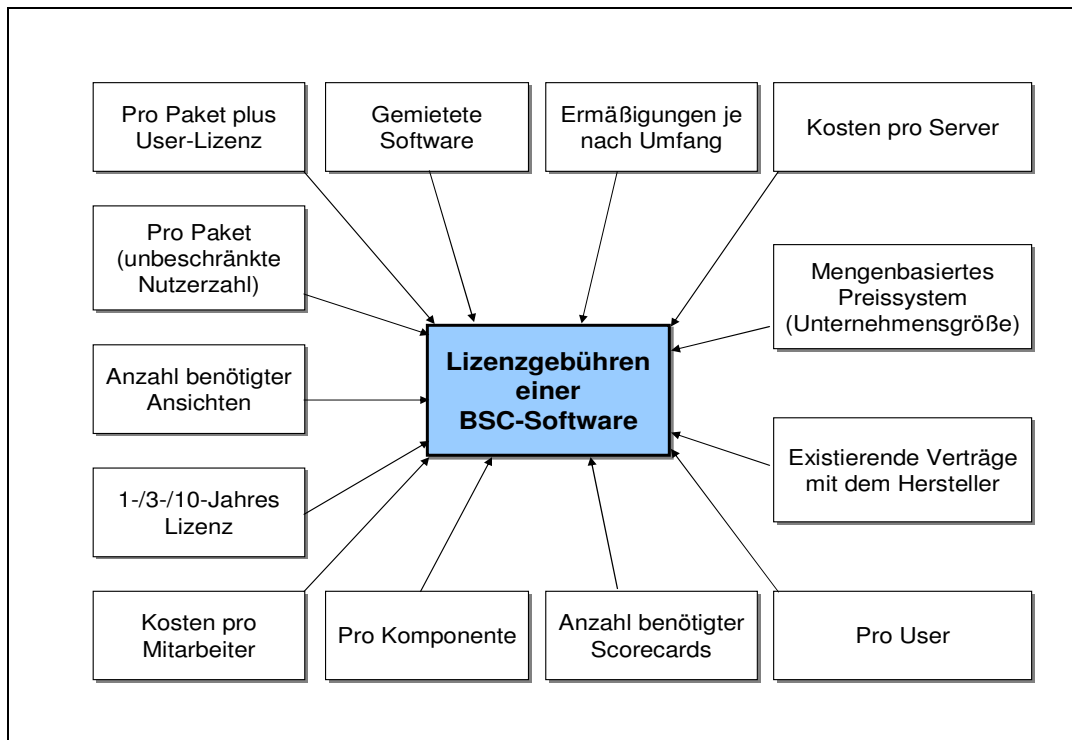 Pro Paket plus
User-Lizenz
Gemietete
Software
Ermäßigungen je
nach Umfang
Kosten pro Server
Pro Paket
(unbeschränkte
Nutzerzahl)
Mengenbasiertes
Preissystem
(Unternehmensgröße)
Lizenzgebühren
einer
BSC-Software
Anzahl benötigter
Ansichten
1-/3-/10-Jahres
Lizenz
Existierende Verträge
mit dem Hersteller
Kosten pro
Mitarbeiter
Pro Komponente
Anzahl benötigter
Scorecards
Pro User